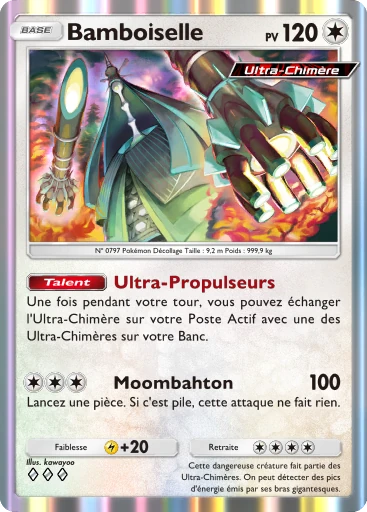 BASE
Bamboiselle
PV 120
Ultra-Chimère
N° 0797 Pokémon Décollage Taille : 9,2 m Poids : 999,9 kg
Talent Ultra-Propulseurs
Une fois pendant votre tour, vous pouvez échanger
l'Ultra-Chimère sur votre Poste Actif avec une des
Ultra-Chimères sur votre Banc.
Moombahton 100
Lancez une pièce. Si c'est pile, cette attaque ne fait rien.
Faiblesse +20
Retraite
Illus. kawayoo
Cette dangereuse créature fait partie des
Ultra-Chimères. On peut détecter des pics
d'énergie émis par ses bras gigantesques.